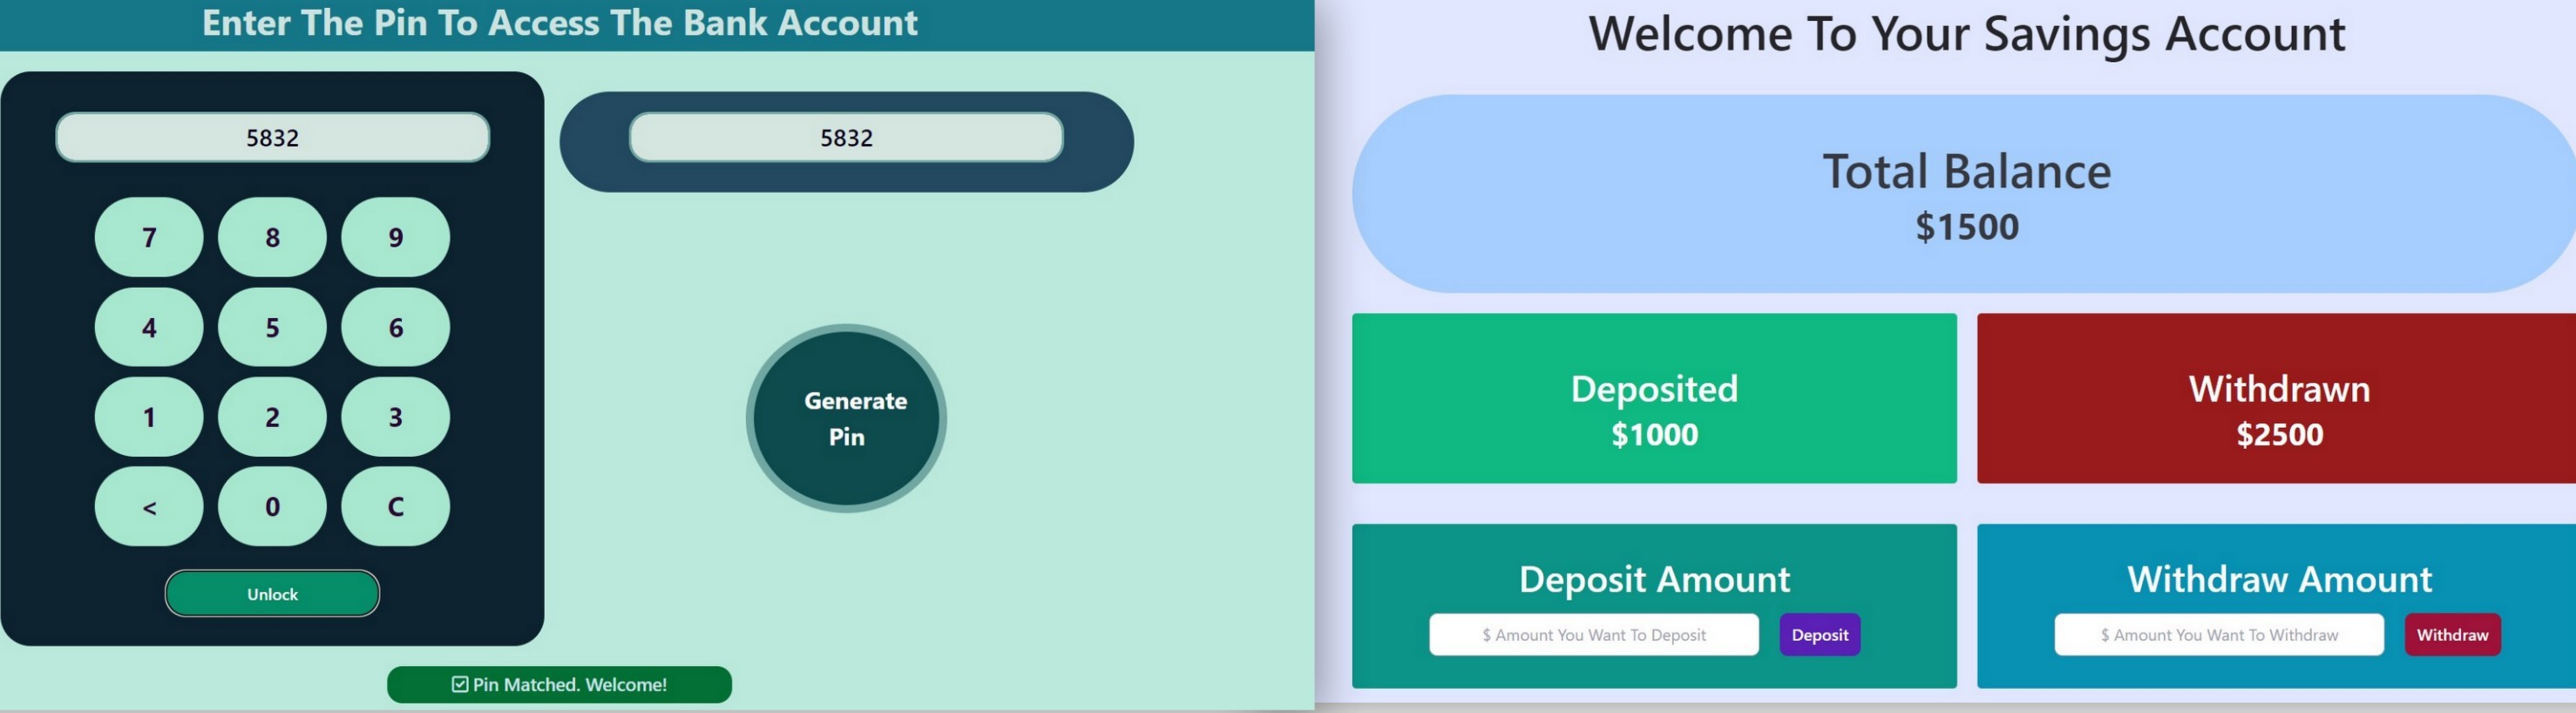 Enter The Pin To Access The Bank Account
5832
7 8 9
4 5 6
1 2 3
< 0 C
Unlock
5832
Generate
Pin
Pin Matched. Welcome!
Welcome To Your Savings Account
Total Balance
$1500
Deposited
$1000
Withdrawn
$2500
Deposit Amount
$ Amount You Want To Deposit
Deposit
Withdraw Amount
$ Amount You Want To Withdraw
Withdraw